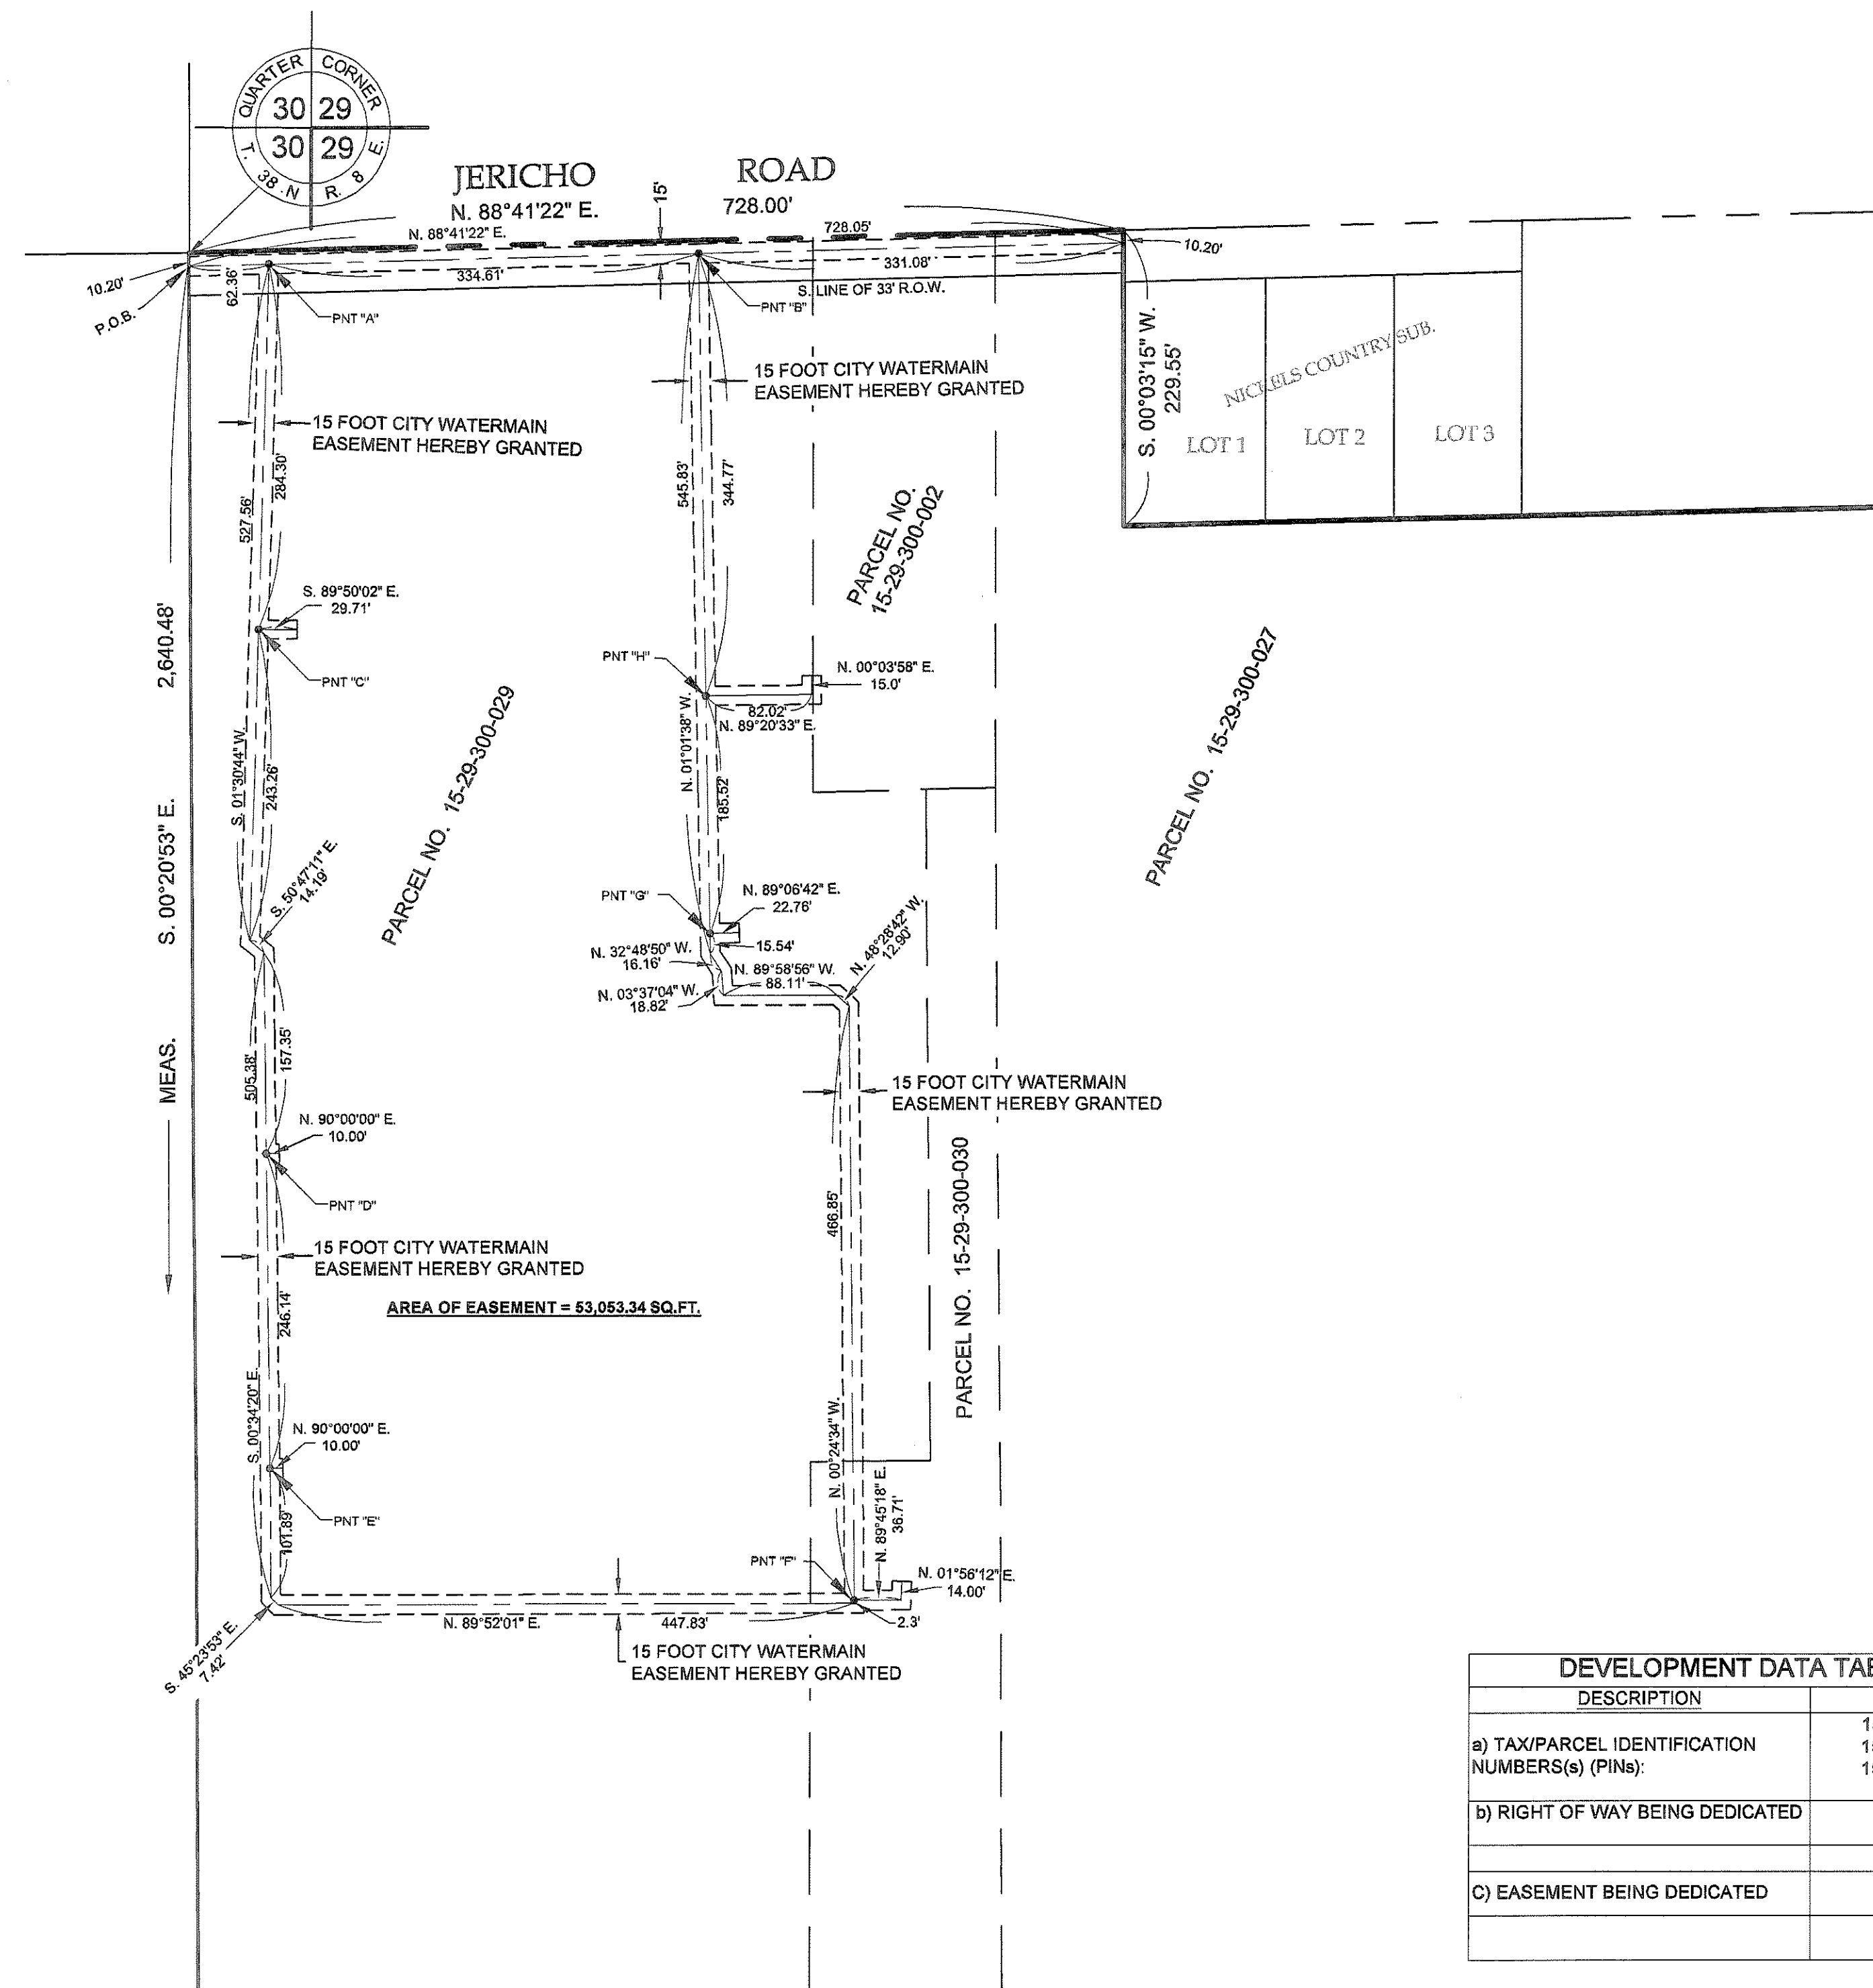 QUARTER CORNER
30 29
30 29
T. 38 N R. 8 E.
JERICHO ROAD
N. 88°41'22" E. 728.00'
15'
N. 88°41'22" E.
728.05'
10.20'
10.20'
P.O.B.
62.36'
334.61'
331.08'
S. LINE OF 33' R.O.W.
PNT "A"
PNT "B"
15 FOOT CITY WATERMAIN
EASEMENT HEREBY GRANTED
15 FOOT CITY WATERMAIN
EASEMENT HEREBY GRANTED
S. 00°03'15" W.
229.55'
NICKELS COUNTRY SUB.
LOT 1
LOT 2
LOT 3
284.30'
527.56'
545.83'
344.77'
PARCEL NO.
15-29-300-002
S. 89°50'02" E.
29.71'
PNT "C"
PNT "H"
N. 00°03'58" E.
15.0'
82.02'
N. 89°20'33" E.
PARCEL NO. 15-29-300-027
2,640.48'
S. 00°20'53" E.
MEAS.
S. 01°30'44" W.
243.26'
PARCEL NO. 15-29-300-029
N. 01°01'38" W.
185.52'
S. 50°47'11" E.
14.19'
PNT "G"
N. 89°06'42" E.
22.76'
15.54'
N. 32°48'50" W.
16.16'
N. 89°58'56" W.
88.11'
N. 48°28'42" W.
12.90'
N. 03°37'04" W.
18.82'
505.38'
157.35'
15 FOOT CITY WATERMAIN
EASEMENT HEREBY GRANTED
N. 90°00'00" E.
10.00'
PNT "D"
466.85'
PARCEL NO. 15-29-300-030
15 FOOT CITY WATERMAIN
EASEMENT HEREBY GRANTED
246.14'
AREA OF EASEMENT = 53,053.34 SQ.FT.
S. 00°34'20" E.
N. 90°00'00" E.
10.00'
PNT "E"
101.89'
N. 00°24'34" W.
N. 89°45'18" E.
36.71'
PNT "F"
N. 01°56'12" E.
14.00'
2.3'
N. 89°52'01" E.
447.83'
S. 45°23'53" E.
7.42'
15 FOOT CITY WATERMAIN
EASEMENT HEREBY GRANTED
DEVELOPMENT DATA
DESCRIPTION
a) TAX/PARCEL IDENTIFICATION
NUMBERS(s) (PINs):
b) RIGHT OF WAY BEING DEDICATED
C) EASEMENT BEING DEDICATED